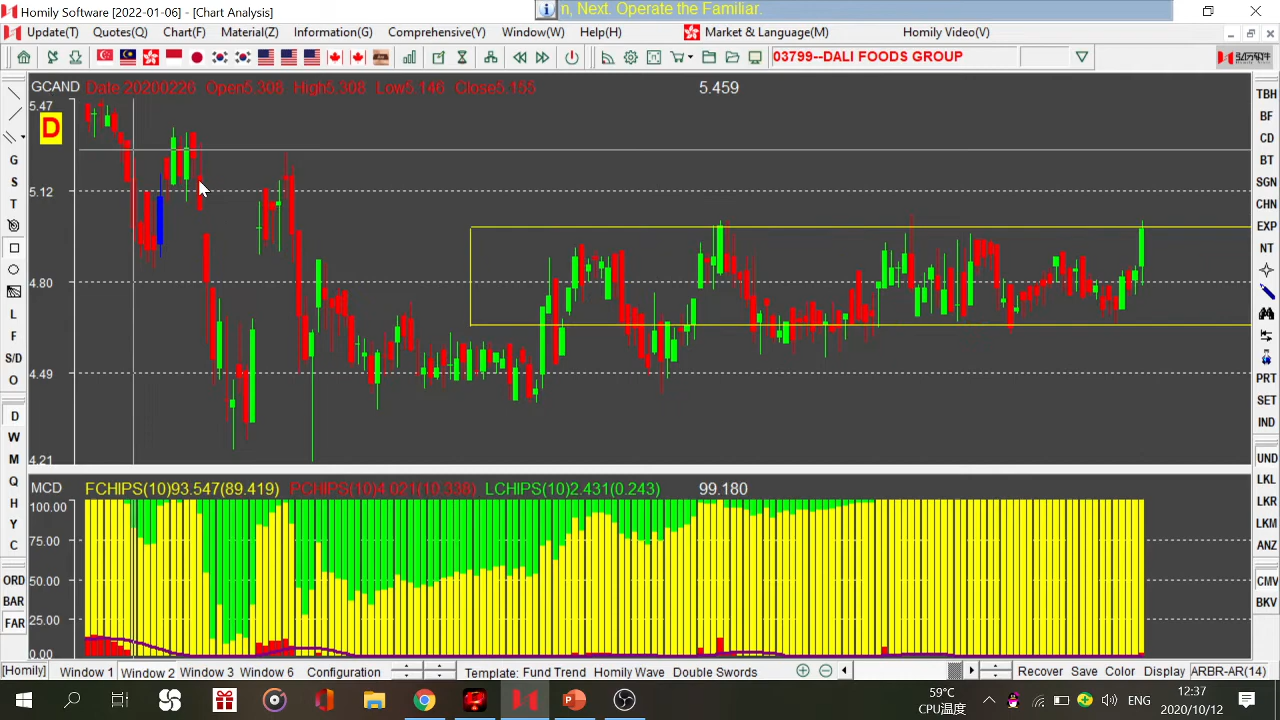 Homily Software [2022-01-06] - [Chart Analysis]
n, Next. Operate the Familiar.
Update(T) Quotes(Q) Chart(F) Material(Z) Information(G) Comprehensive(Y) Window(W) Help(H) Market & Language(M) Homily Video(V)
03799--DALI FOODS GROUP
GCAND Date 20200226 Open5.308 High5.308 Low5.146 Close5.155 5.459
5.47
D
5.12
4.80
4.49
4.21
MCD FCHIPS(10)93.547(89.419) PCHIPS(10)4.021(10.338) LCHIPS(10)2.431(0.243) 99.180
100.00
75.00
50.00
25.00
0.00
G
S
T
L
F
S/D
O
D
W
M
Q
H
Y
C
ORD
BAR
FAR
TBH
BF
CD
BT
SGN
CHN
EXP
NT
PRT
SET
IND
UND
LKL
LKR
LKM
ANZ
CMV
BKV
[Homily] Window 1 Window 2 Window 3 Window 6 Configuration Template: Fund Trend Homily Wave Double Swords Recover Save Color Display ARBR-AR(14)
59°C
CPU温度
ENG
12:37
2020/10/12